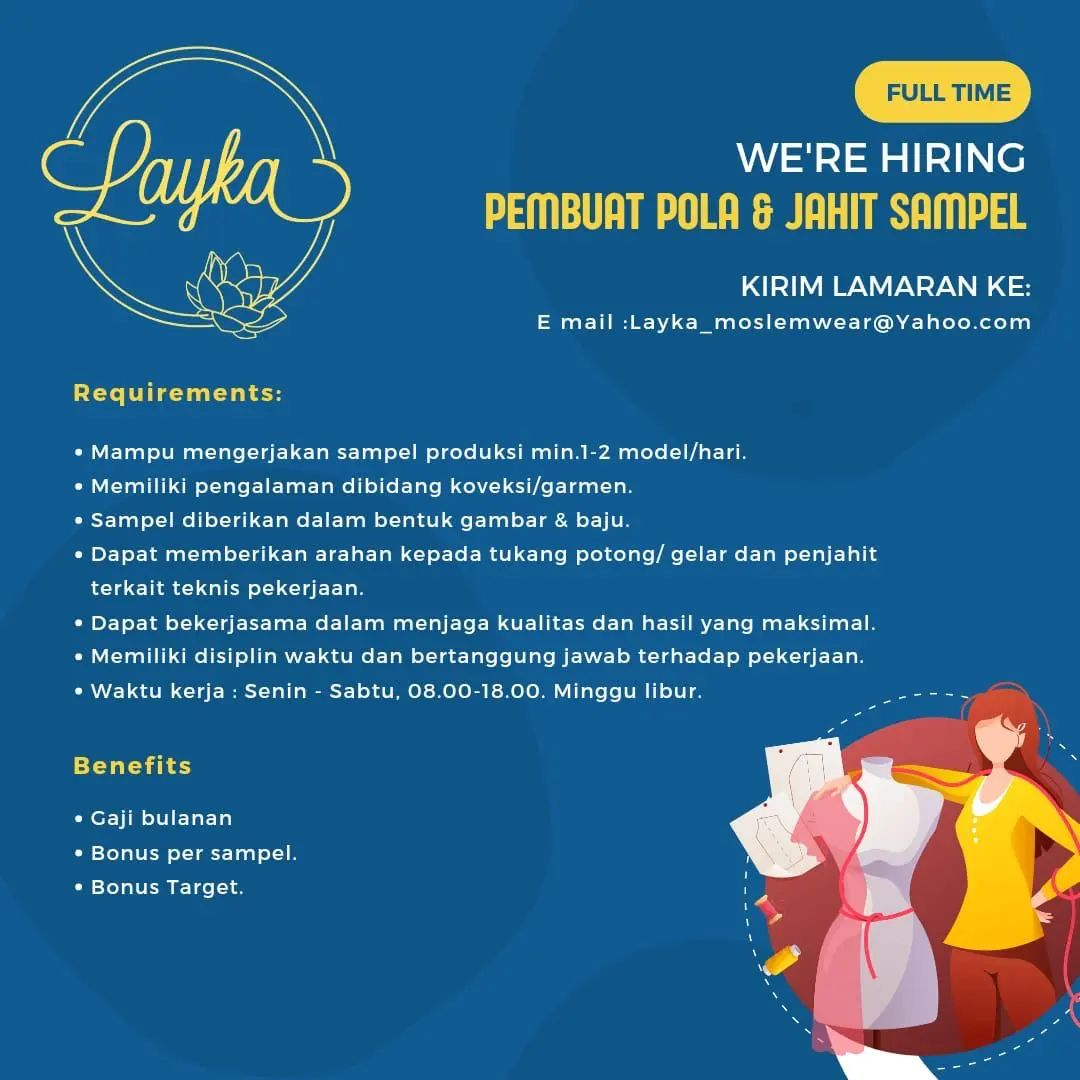 Layka
FULL TIME
WE'RE HIRING
PEMBUAT POLA & JAHIT SAMPEL
KIRIM LAMARAN KE:
E mail :Layka_moslemwear@Yahoo.com
Requirements:
• Mampu mengerjakan sampel produksi min.1-2 model/hari.
• Memiliki pengalaman dibidang koveksi/garmen.
• Sampel diberikan dalam bentuk gambar & baju.
• Dapat memberikan arahan kepada tukang potong/ gelar dan penjahit
terkait teknis pekerjaan.
• Dapat bekerjasama dalam menjaga kualitas dan hasil yang maksimal.
• Memiliki disiplin waktu dan bertanggung jawab terhadap pekerjaan.
• Waktu kerja : Senin - Sabtu, 08.00-18.00. Minggu libur.
Benefits
• Gaji bulanan
• Bonus per sampel.
• Bonus Target.